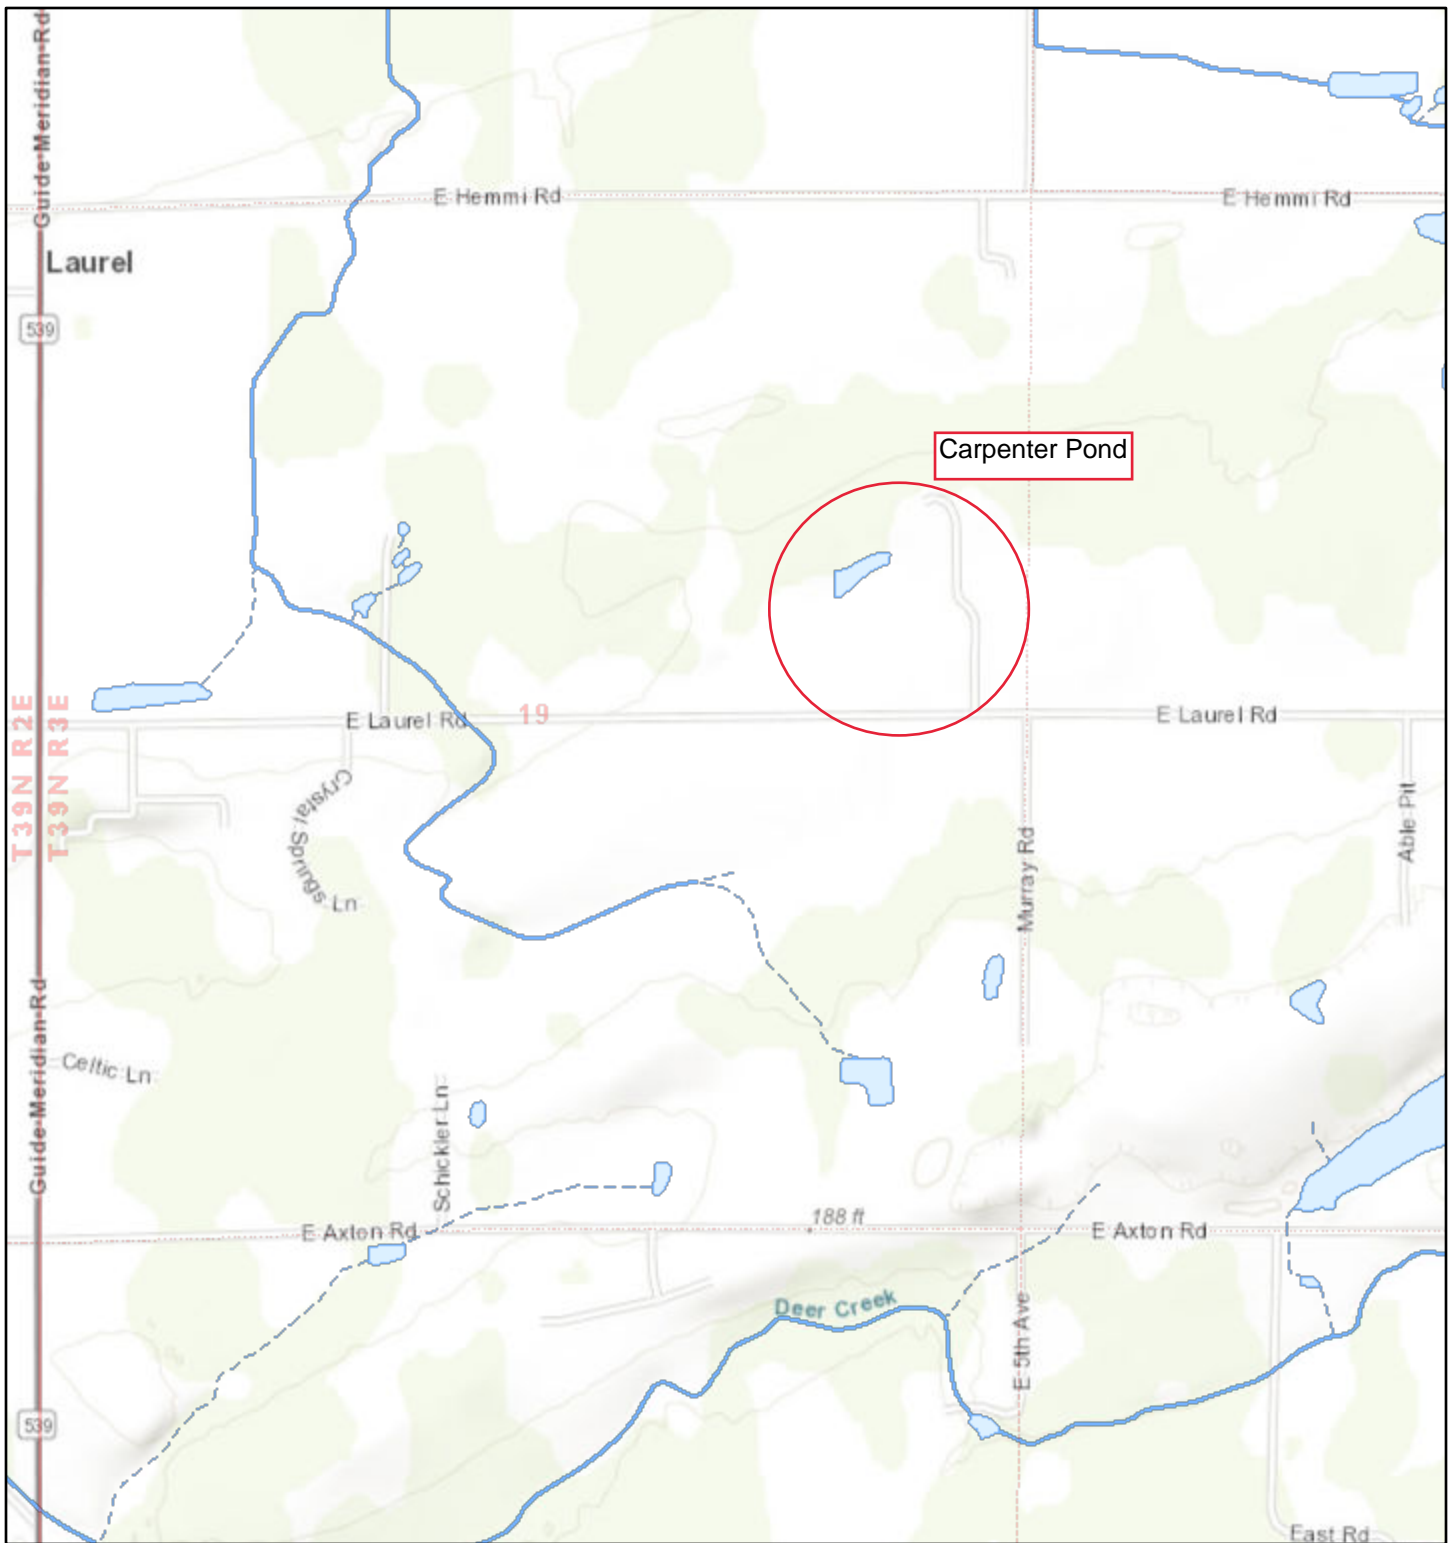 Guide Meridian Rd
E Hemmi Rd
E Hemmi Rd
Laurel
539
Carpenter Pond
T39N R2E
T39N R3E
E Laurel Rd
19
E Laurel Rd
Crystal Springs Ln
Able Pit
Murray Rd
Guide Meridian Rd
Celtic Ln
Schickler Ln
E Axton Rd
188 ft
E Axton Rd
Deer Creek
E 5th Ave
539
East Rd